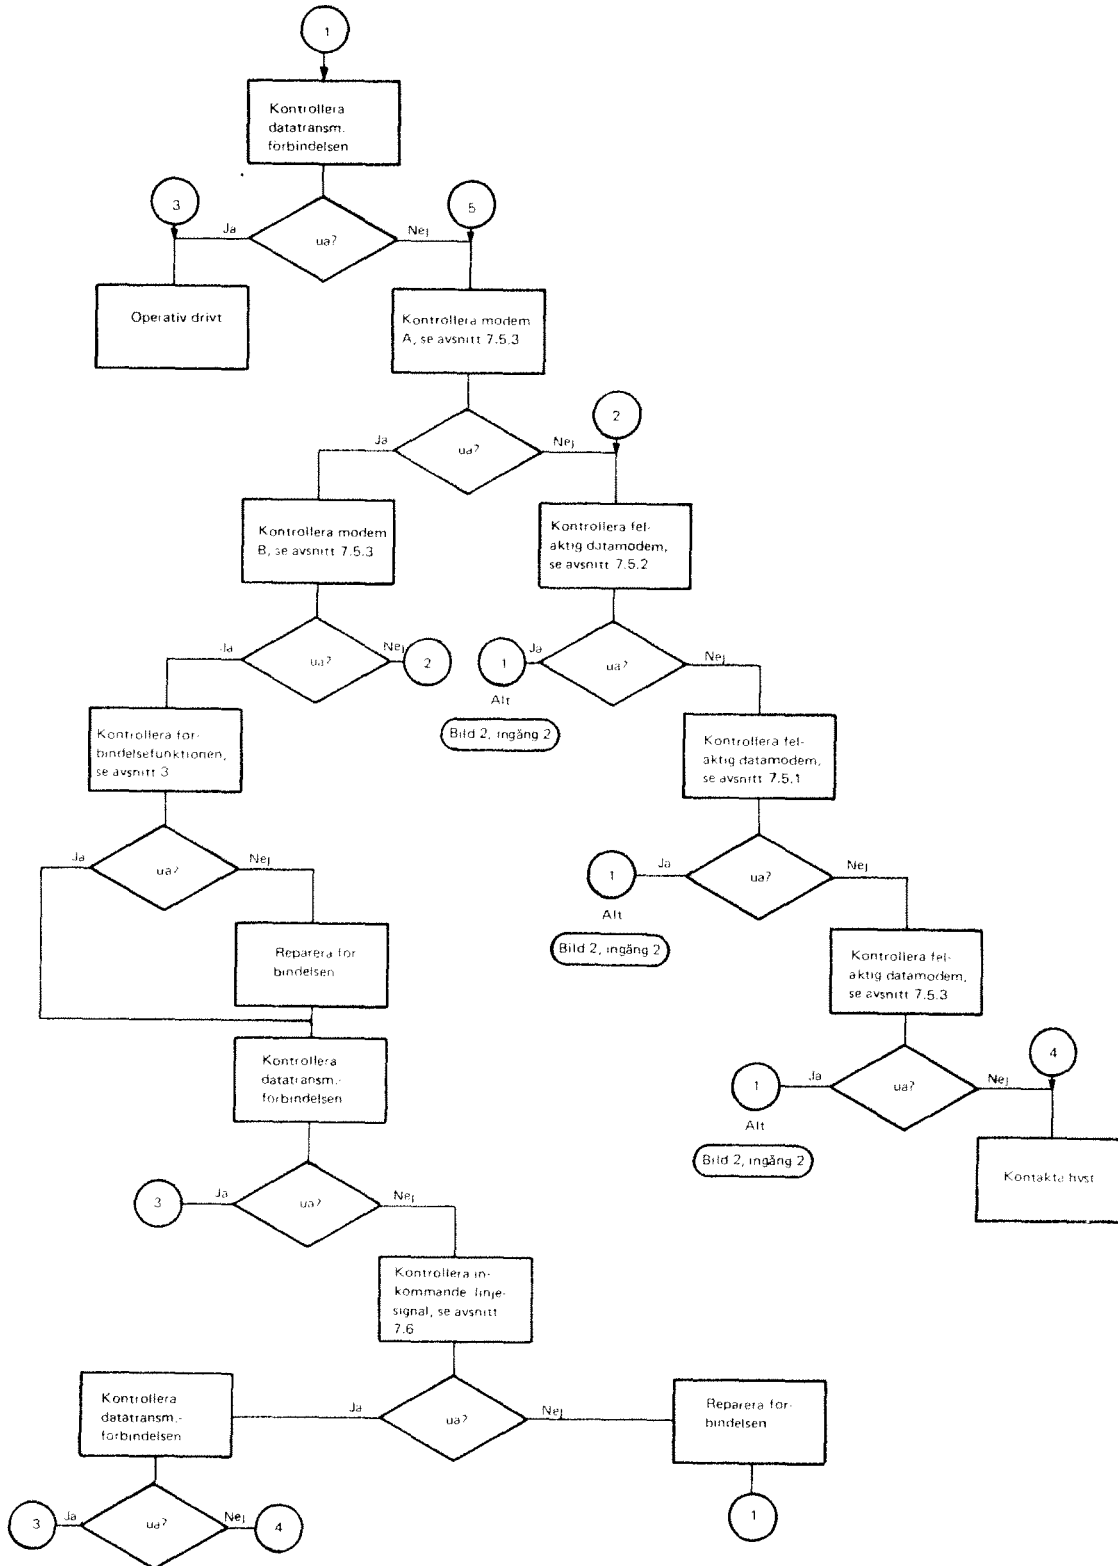 1
Kontrollera
datatransm.
förbindelsen
3
5
Ja
ua?
Nej
Operativ drivt
Kontrollera modem
A, se avsnitt 7.5.3
2
Ja
ua?
Nej
Kontrollera modem
B, se avsnitt 7.5.3
Kontrollera fel-
aktig datamodem,
se avsnitt 7.5.2
Ja
ua?
Nej
2
1
Ja
ua?
Nej
Alt
Bild 2, ingång 2
Kontrollera för-
bindelsefunktionen,
se avsnitt 3
Kontrollera fel-
aktig datamodem,
se avsnitt 7.5.1
Ja
ua?
Nej
1
Ja
ua?
Nej
Alt
Bild 2, ingång 2
Reparera för
bindelsen
Kontrollera fel-
aktig datamodem,
se avsnitt 7.5.3
Kontrollera
datatransm.-
förbindelsen
4
1
Ja
ua?
Nej
Alt
Bild 2, ingång 2
Kontakta hvst
3
Ja
ua?
Nej
Kontrollera in-
kommande linje-
signal, se avsnitt
7.6
Kontrollera
datatransm.-
förbindelsen
Ja
ua?
Nej
Reparera för-
bindelsen
1
3
Ja
ua?
Nej
4